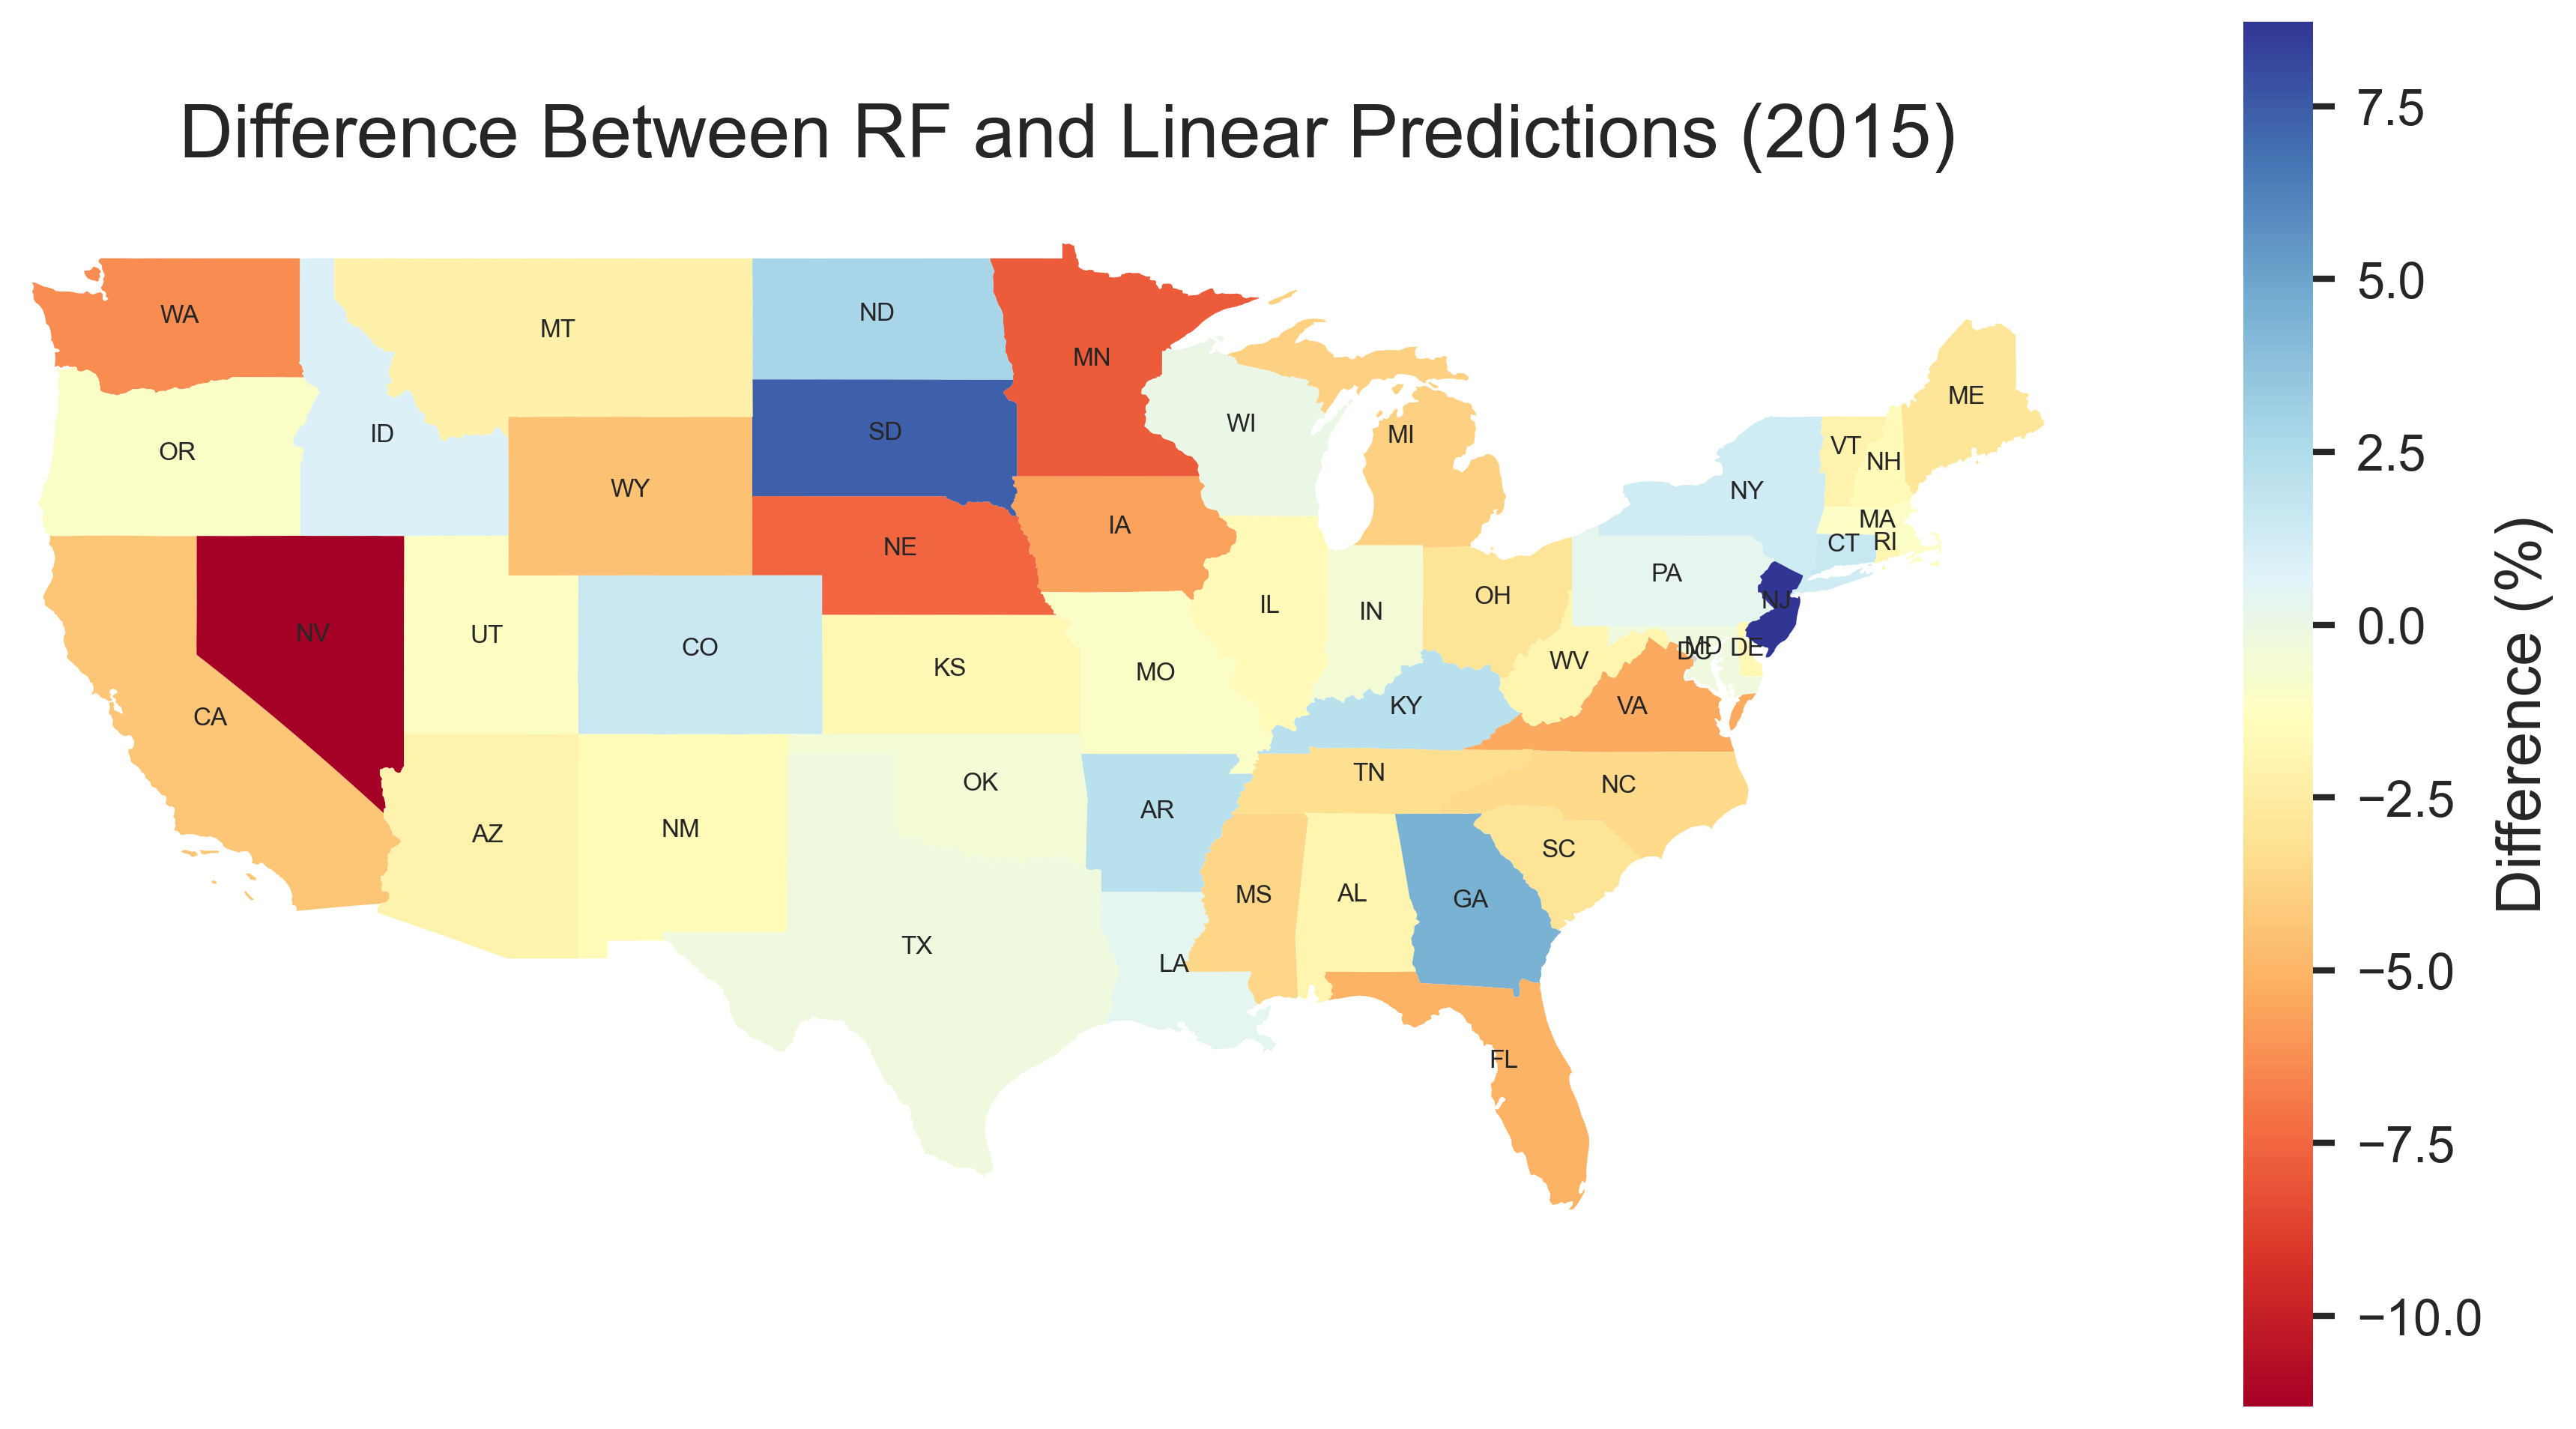 Difference Between RF and Linear Predictions (2015)
WA
MT
ND
MN
ID
OR
SD
WI
MI
ME
VT
NH
WY
NY
IA
NE
MA
CT
RI
PA
NJ
NV
UT
CO
IL
IN
OH
KS
MO
WV
DC
MD
DE
KY
VA
CA
TN
NC
OK
AR
AZ
NM
SC
MS
AL
GA
TX
LA
FL
7.5
5.0
2.5
0.0
−2.5
−5.0
−7.5
−10.0
Difference (%)